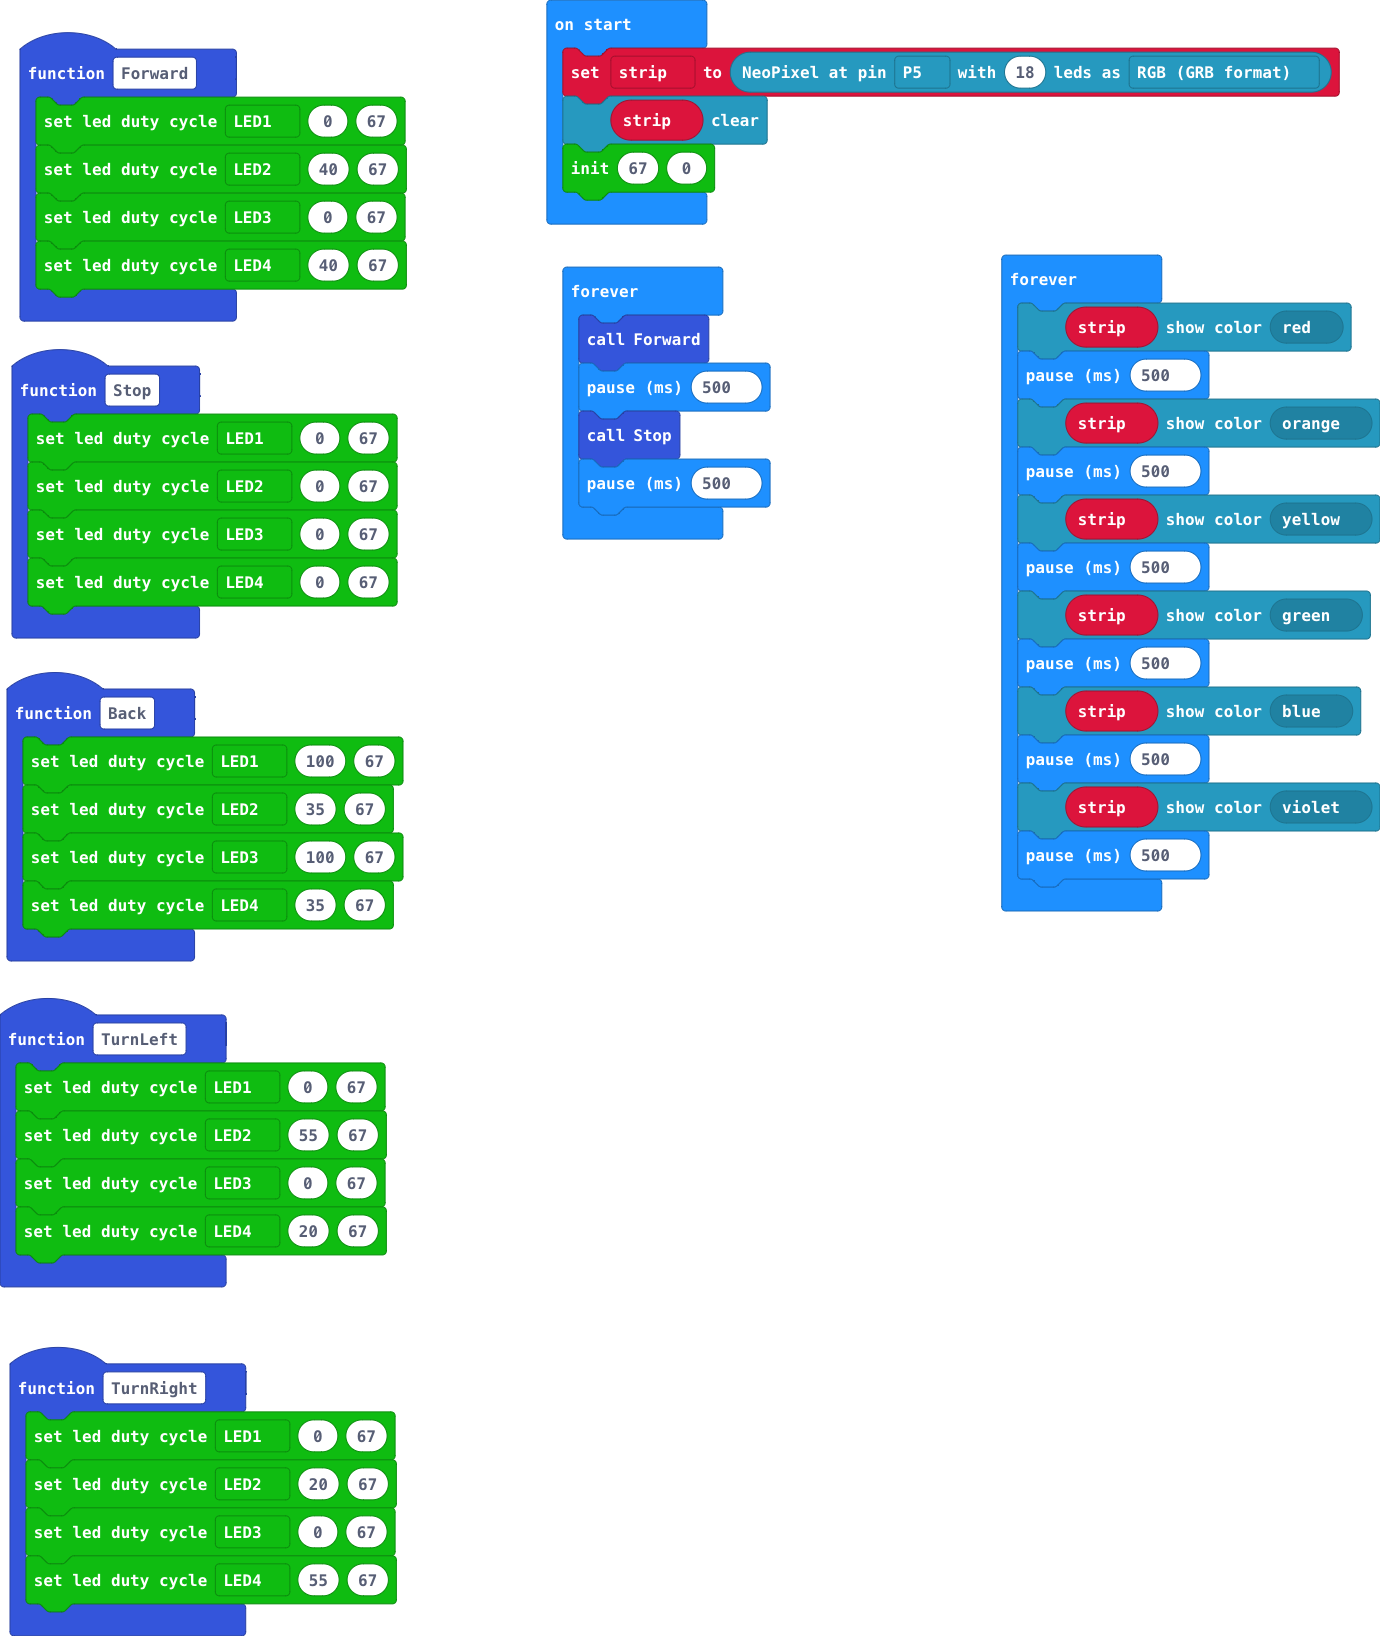 function Forward
set led duty cycle LED1 0 67
set led duty cycle LED2 40 67
set led duty cycle LED3 0 67
set led duty cycle LED4 40 67
function Stop
set led duty cycle LED1 0 67
set led duty cycle LED2 0 67
set led duty cycle LED3 0 67
set led duty cycle LED4 0 67
function Back
set led duty cycle LED1 100 67
set led duty cycle LED2 35 67
set led duty cycle LED3 100 67
set led duty cycle LED4 35 67
function TurnLeft
set led duty cycle LED1 0 67
set led duty cycle LED2 55 67
set led duty cycle LED3 0 67
set led duty cycle LED4 20 67
function TurnRight
set led duty cycle LED1 0 67
set led duty cycle LED2 20 67
set led duty cycle LED3 0 67
set led duty cycle LED4 55 67
on start
set strip to NeoPixel at pin P5 with 18 leds as RGB (GRB format)
strip clear
init 67 0
forever
call Forward
pause (ms) 500
call Stop
pause (ms) 500
forever
strip show color red
pause (ms) 500
strip show color orange
pause (ms) 500
strip show color yellow
pause (ms) 500
strip show color green
pause (ms) 500
strip show color blue
pause (ms) 500
strip show color violet
pause (ms) 500